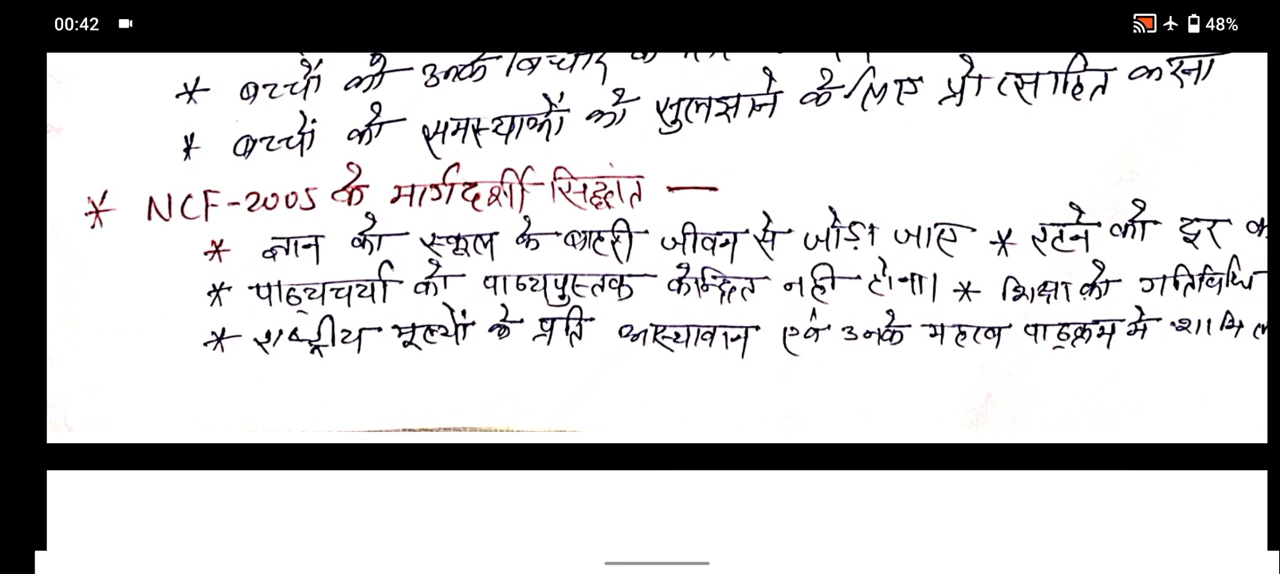 00:42 48%
* बच्चों को उनके विचार
* बच्चों को समस्याओं को सुलझाने के लिए प्रोत्साहित करना
* NCF-2005 के मार्गदर्शी सिद्धांत —
* ज्ञान को स्कूल के बाहरी जीवन से जोड़ा जाए * रटने को दूर
* पाठ्यचर्या को पाठ्यपुस्तक केन्द्रित नही होना। * शिक्षा को गतिविधि
* राष्ट्रीय मूल्यों के प्रति आस्थावान एवं उनके महत्व पाठ्क्रम मे